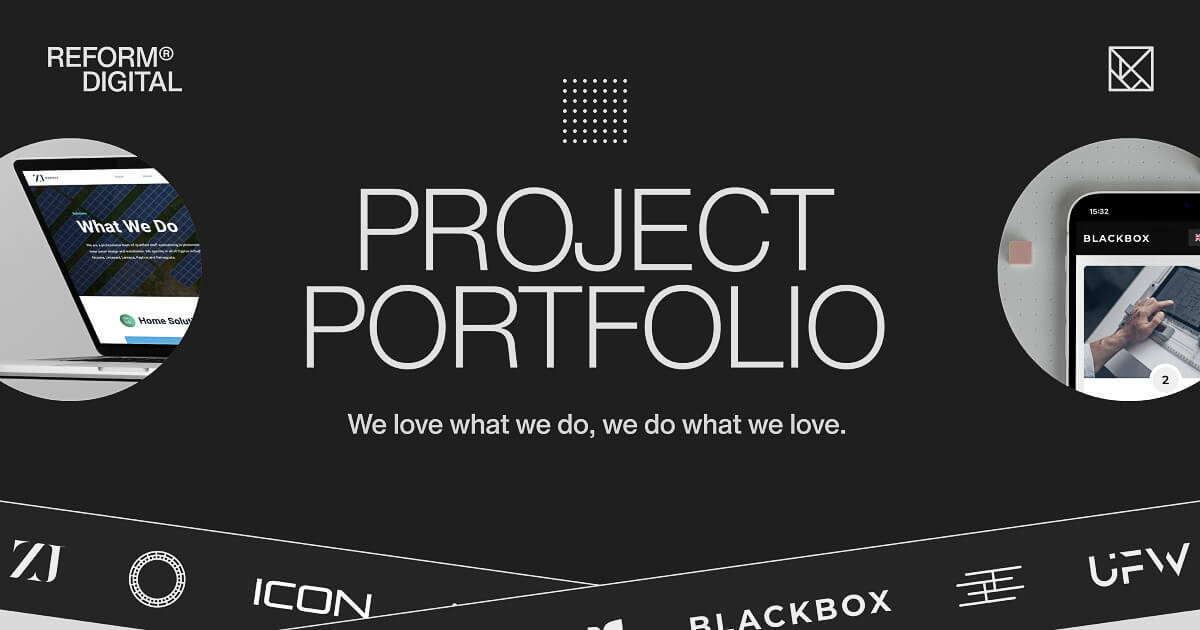 REFORM®
DIGITAL
PROJECT
PORTFOLIO
We love what we do, we do what we love.
What We Do
Home Solut
15:32
BLACKBOX
2
ZJ
ICON
BLACKBOX
UFW